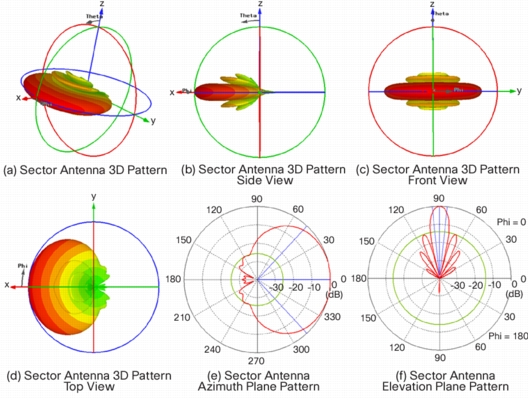 z
Theta
x
y
z
Theta
x
Phi
z
Theta
Phi
y
(a) Sector Antenna 3D Pattern
(b) Sector Antenna 3D Pattern
Side View
(c) Sector Antenna 3D Pattern
Front View
y
Phi
x
90
120
60
150
30
180
0
-30 -20 -10 0
(dB)
210
330
240
300
270
90
120
60
Phi = 0
150
30
180
0
-30 -20 -10 0
(dB)
150
30
Phi = 180
120
60
90
(d) Sector Antenna 3D Pattern
Top View
(e) Sector Antenna
Azimuth Plane Pattern
(f) Sector Antenna
Elevation Plane Pattern